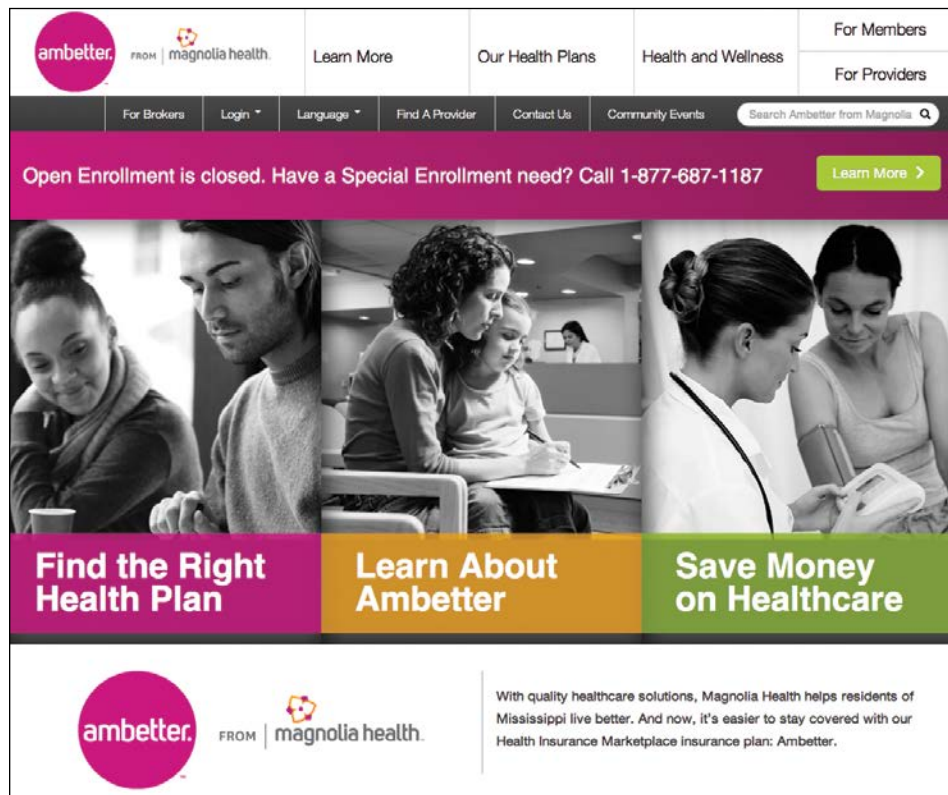 ambetter.
FROM | magnolia health.
Learn More
Our Health Plans
Health and Wellness
For Members
For Providers
For Brokers
Login
Language
Find A Provider
Contact Us
Community Events
Search Ambetter from Magnolia
Open Enrollment is closed. Have a Special Enrollment need? Call 1-877-687-1187
Learn More
Find the Right
Health Plan
Learn About
Ambetter
Save Money
on Healthcare
ambetter.
TM
FROM | magnolia health.
With quality healthcare solutions, Magnolia Health helps residents of
Mississippi live better. And now, it's easier to stay covered with our
Health Insurance Marketplace insurance plan: Ambetter.